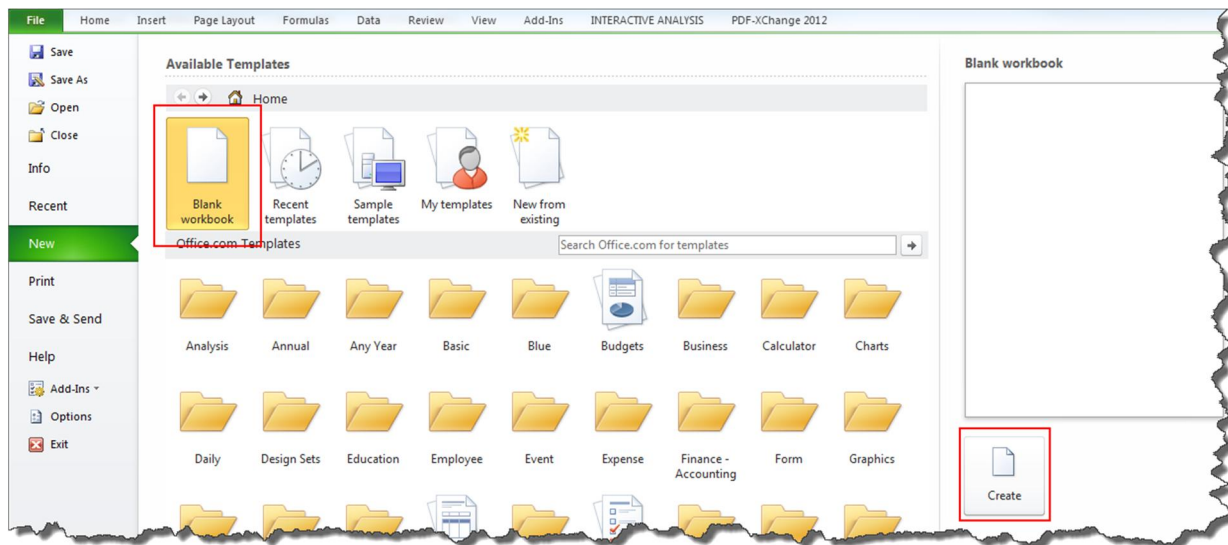 File Home Insert Page Layout Formulas Data Review View Add-Ins INTERACTIVE ANALYSIS PDF-XChange 2012
Save
Save As
Open
Close
Info
Recent
New
Print
Save & Send
Help
Add-Ins
Options
Exit
Available Templates
Home
Blank workbook
Recent templates
Sample templates
My templates
New from existing
Office.com Templates
Search Office.com for templates
Analysis Annual Any Year Basic Blue Budgets Business Calculator Charts
Daily Design Sets Education Employee Event Expense Finance - Accounting Form Graphics
Blank workbook
Create